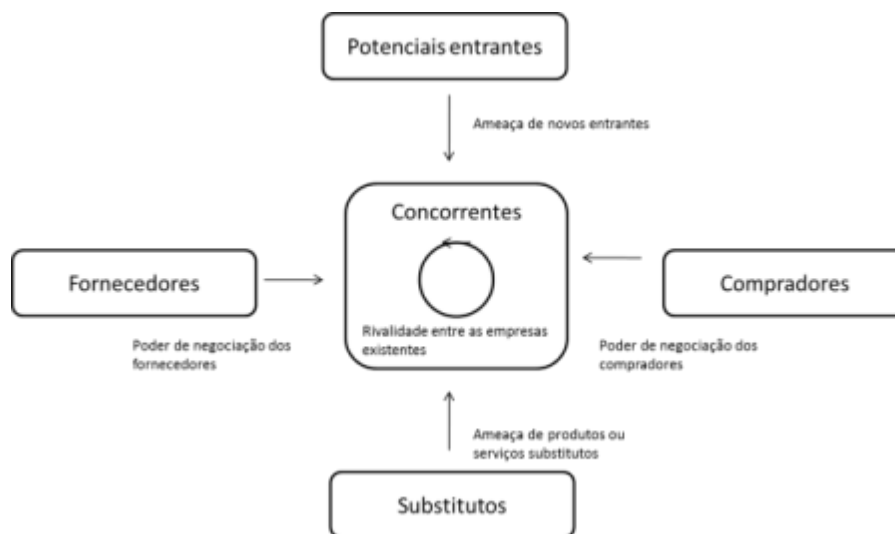 Potenciais entrantes
Ameaça de novos entrantes
Concorrentes
Fornecedores
Compradores
Rivalidade entre as empresas
existentes
Poder de negociação dos
fornecedores
Poder de negociação dos
compradores
Ameaça de produtos ou
serviços substitutos
Substitutos